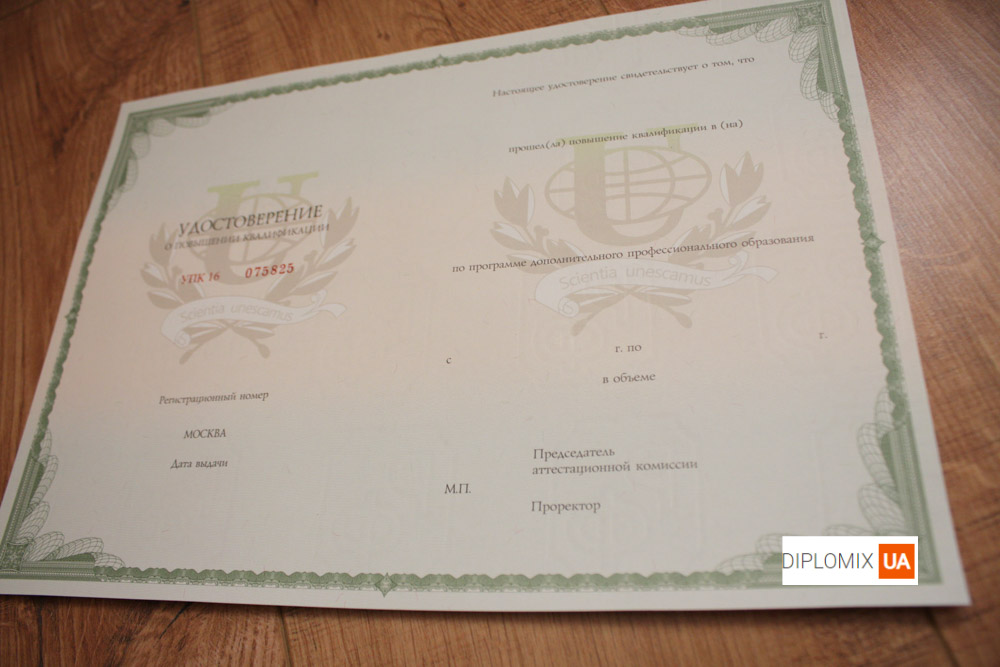 УДОСТОВЕРЕНИЕ
О ПОВЫШЕНИИ КВАЛИФИКАЦИИ
УПК 16 075825
Scientia unescamus
Регистрационный номер
МОСКВА
Дата выдачи
Настоящее удостоверение свидетельствует о том, что
прошел(ла) повышение квалификации в (на)
U
по программе дополнительного профессионального образования
Scientia unescamus
с г. по г.
в объеме
Председатель
аттестационной комиссии
М.П.
Проректор
DIPLOMIX UA